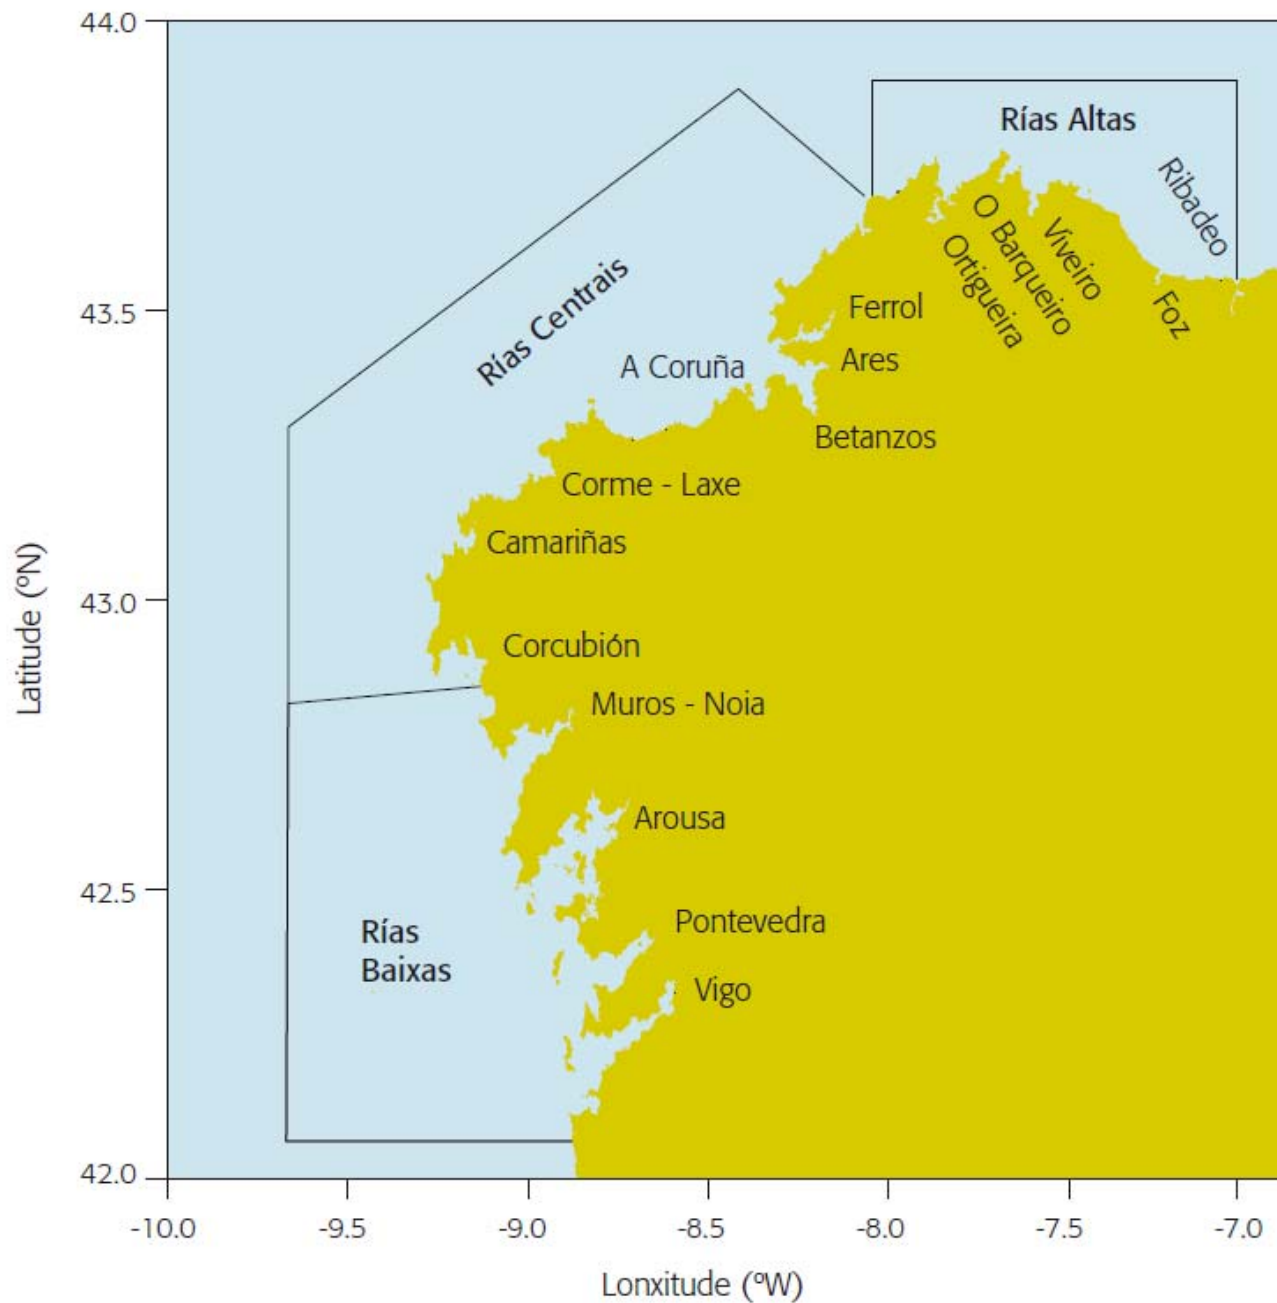 44.0
43.5
43.0
42.5
42.0
Latitude (ºN)
-10.0
-9.5
-9.0
-8.5
-8.0
-7.5
-7.0
Lonxitude (ºW)
Rías Altas
Ribadeo
Foz
Viveiro
O Barqueiro
Ortigueira
Rías Centrais
Ferrol
Ares
A Coruña
Betanzos
Corme - Laxe
Camariñas
Corcubión
Muros - Noia
Arousa
Rías
Baixas
Pontevedra
Vigo